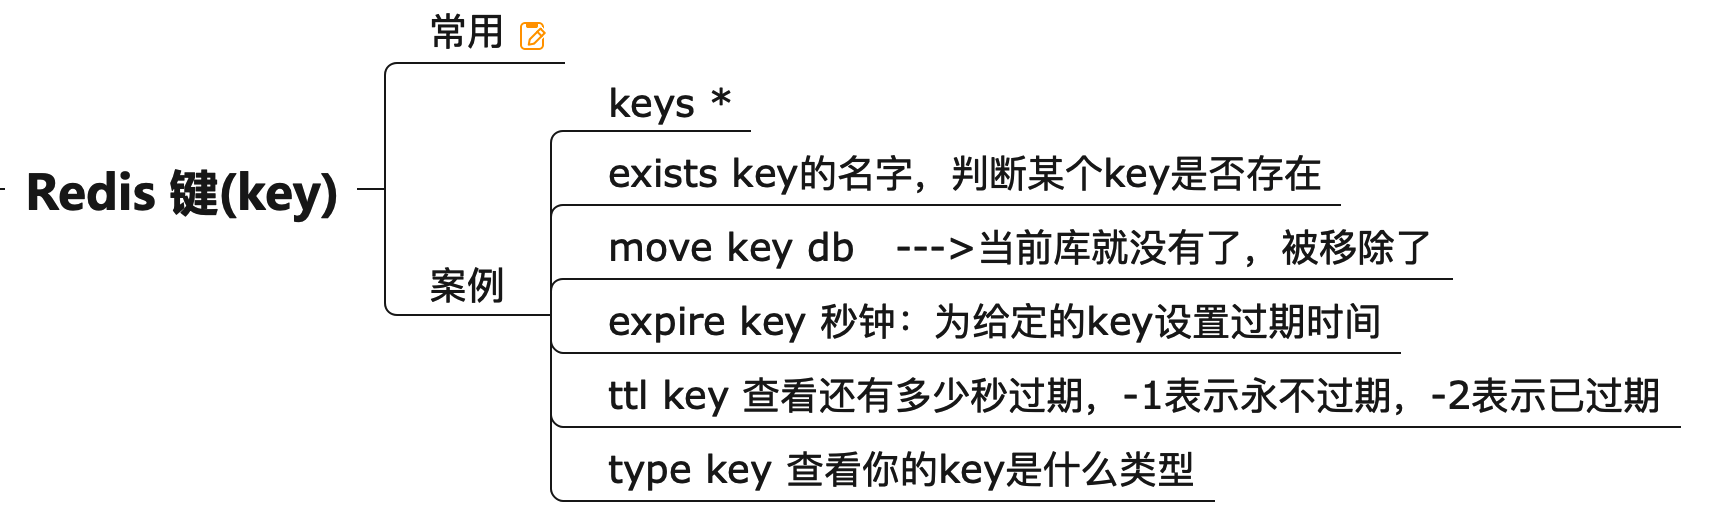 常用
keys *
exists key的名字，判断某个key是否存在
Redis 键(key)
move key db   --->当前库就没有了，被移除了
案例
expire key 秒钟：为给定的key设置过期时间
ttl key 查看还有多少秒过期，-1表示永不过期，-2表示已过期
type key 查看你的key是什么类型